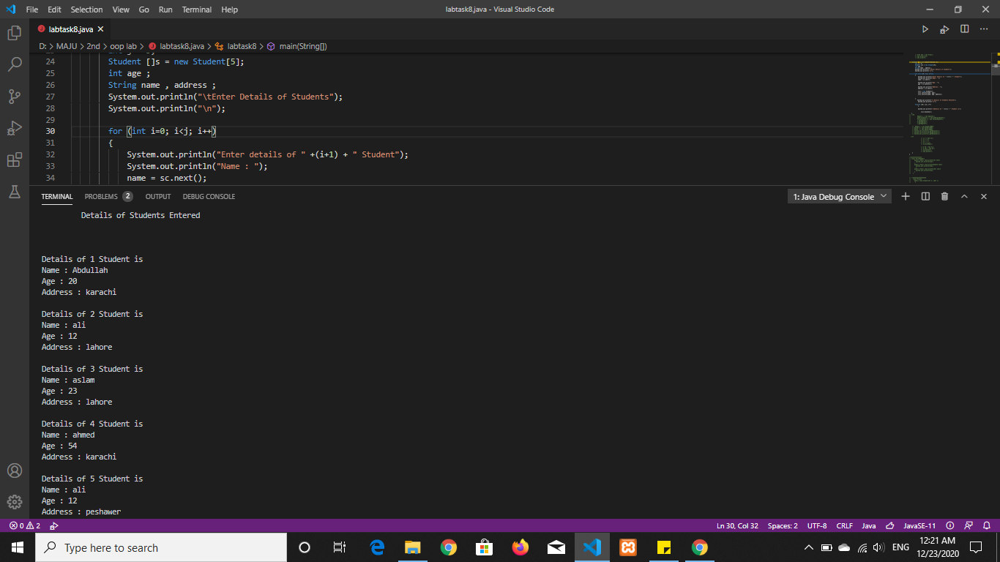 File Edit Selection View Go Run Terminal Help
labtask8.java - Visual Studio Code
labtask8.java
D: > MAJU > 2nd > oop lab > labtask8.java > labtask8 > main(String[])
24 Student []s = new Student[5];
25 int age ;
26 String name , address ;
27 System.out.println("\tEnter Details of Students");
28 System.out.println("\n");
29
30 for (int i=0; i<j; i++)
31 {
32 System.out.println("Enter details of " +(i+1) + " Student");
33 System.out.println("Name : ");
34 name = sc.next();
TERMINAL PROBLEMS 2 OUTPUT DEBUG CONSOLE
1: Java Debug Console
Details of Students Entered
Details of 1 Student is
Name : Abdullah
Age : 20
Address : karachi
Details of 2 Student is
Name : ali
Age : 12
Address : lahore
Details of 3 Student is
Name : aslam
Age : 23
Address : lahore
Details of 4 Student is
Name : ahmed
Age : 54
Address : karachi
Details of 5 Student is
Name : ali
Age : 12
Address : peshawer
0 2
Ln 30, Col 32 Spaces: 2 UTF-8 CRLF Java JavaSE-11
Type here to search
ENG
12:21 AM
12/23/2020